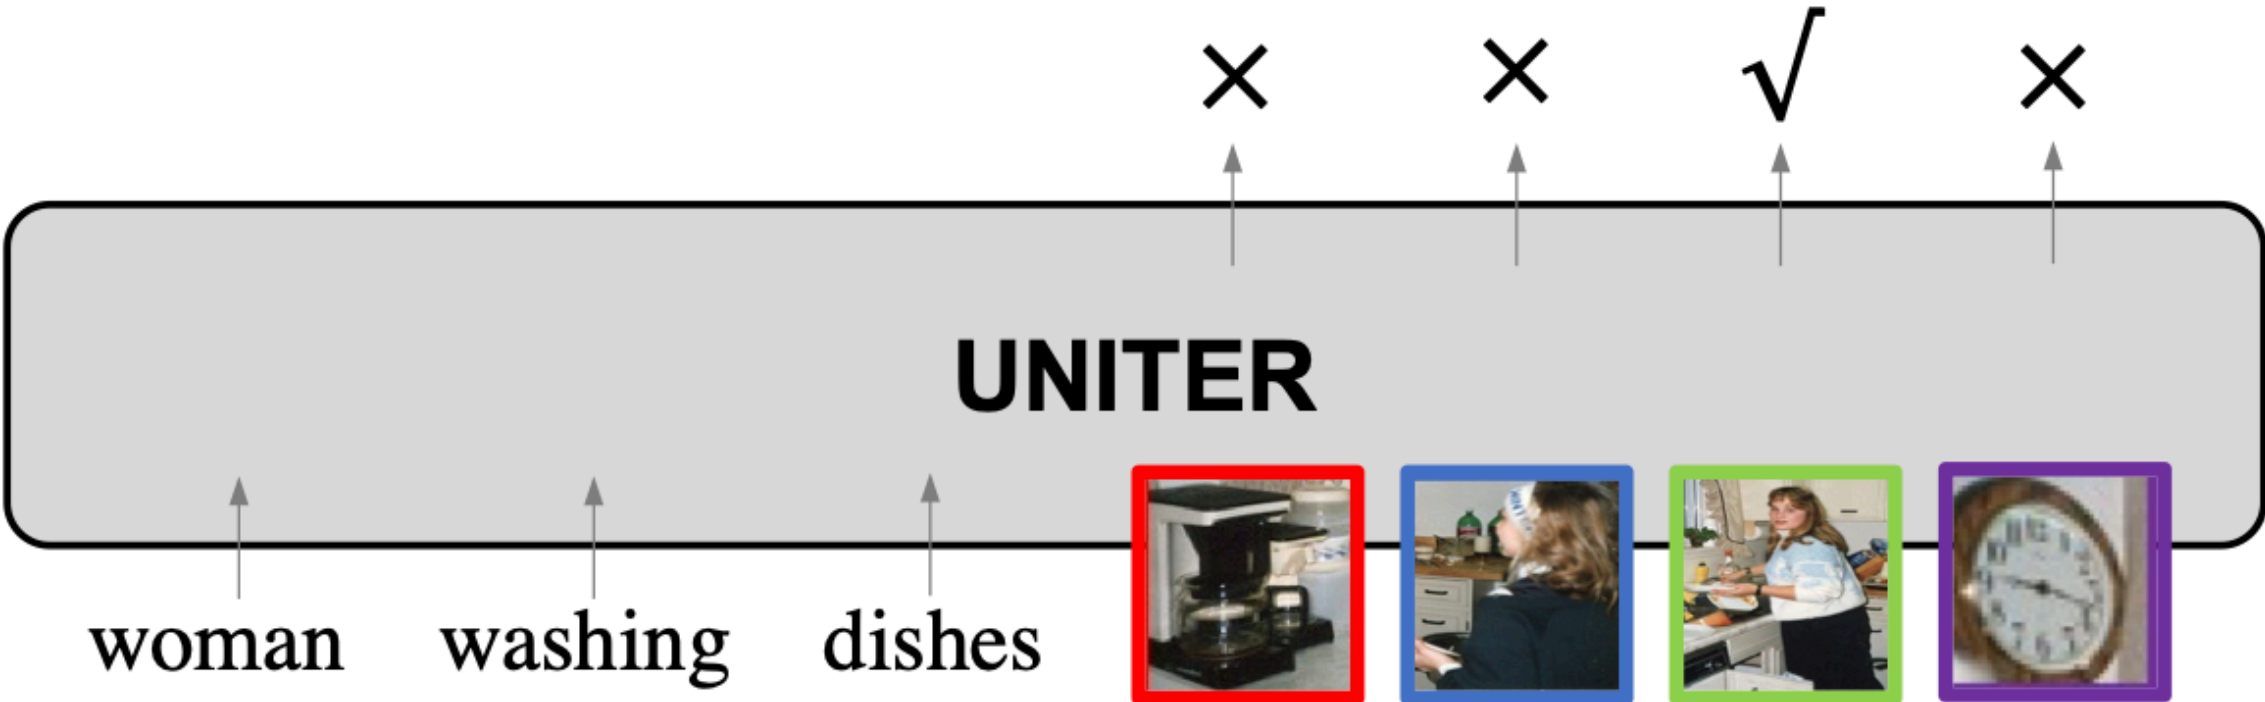 × × √ ×
UNITER
woman washing dishes